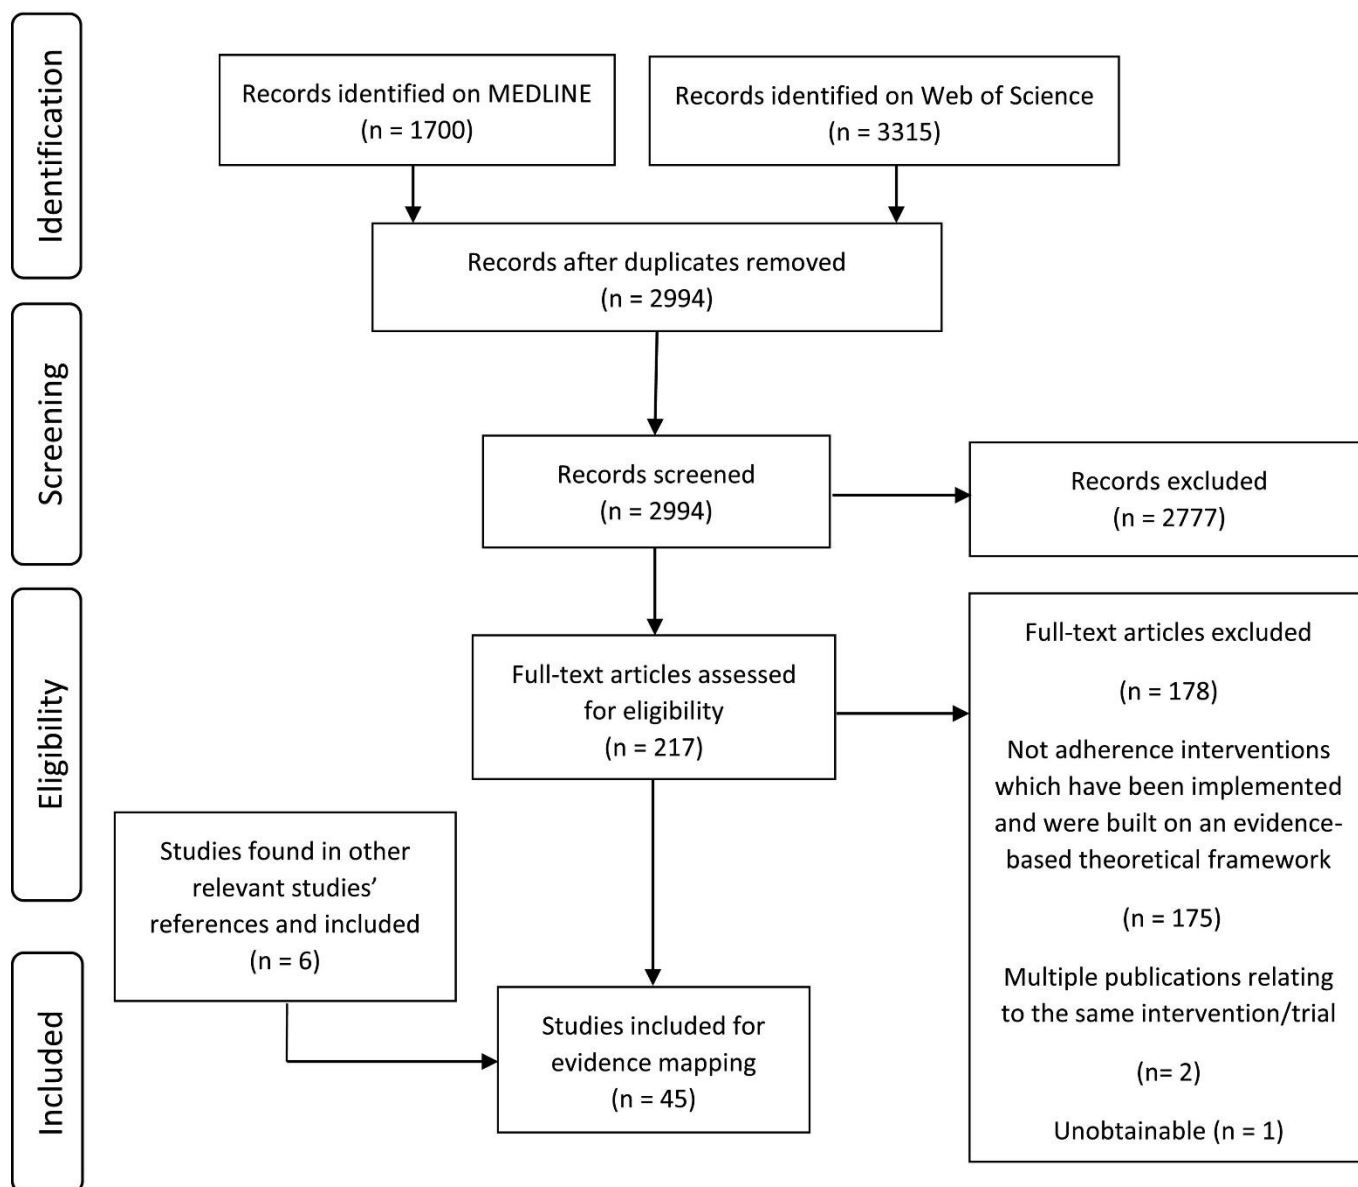 Identification
Records identified on MEDLINE
(n = 1700)
Records identified on Web of Science
(n = 3315)
Records after duplicates removed
(n = 2994)
Screening
Records screened
(n = 2994)
Records excluded
(n = 2777)
Eligibility
Full-text articles assessed
for eligibility
(n = 217)
Full-text articles excluded
(n = 178)
Not adherence interventions
which have been implemented
and were built on an evidence-
based theoretical framework
(n = 175)
Multiple publications relating
to the same intervention/trial
(n= 2)
Unobtainable (n = 1)
Studies found in other
relevant studies’
references and included
(n = 6)
Included
Studies included for
evidence mapping
(n = 45)